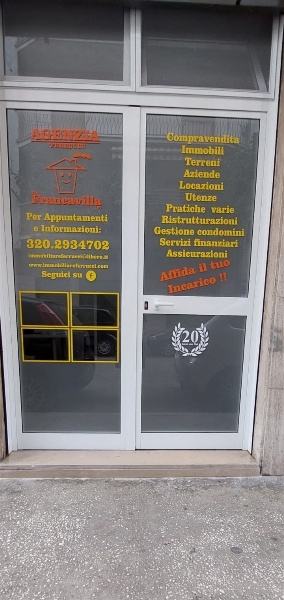 AGENZIA
Francavilla
Per Appuntamenti
e Informazioni:
320.2934702
Seguici su f
Compravendita
Immobili
Terreni
Aziende
Locazioni
Utenze
Pratiche varie
Ristrutturazioni
Gestione condomini
Servizi finanziari
Assicurazioni
Affida il tuo
Incarico !!
20